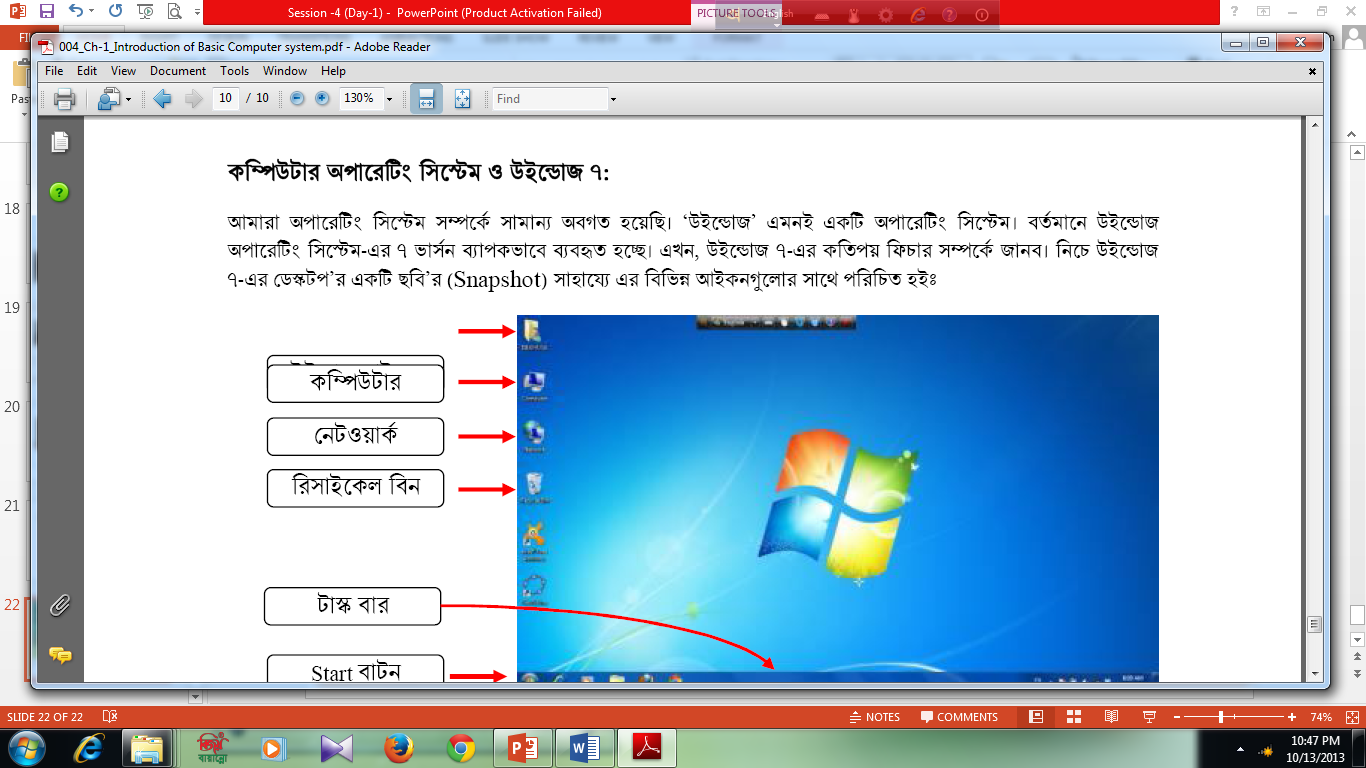 Session -4 (Day-1) - PowerPoint (Product Activation Failed)
PICTURE TOOLS
004_Ch-1_Introduction of Basic Computer system.pdf - Adobe Reader
File Edit View Document Tools Window Help
10 / 10 130% Find
কম্পিউটার অপারেটিং সিস্টেম ও উইন্ডোজ ৭:
আমারা অপারেটিং সিস্টেম সম্পর্কে সামান্য অবগত হয়েছি। ‘উইন্ডোজ’ এমনই একটি অপারেটিং সিস্টেম। বর্তমানে উইন্ডোজ
অপারেটিং সিস্টেম-এর ৭ ভার্সন ব্যাপকভাবে ব্যবহৃত হচ্ছে। এখন, উইন্ডোজ ৭-এর কতিপয় ফিচার সম্পর্কে জানব। নিচে উইন্ডোজ
৭-এর ডেস্কটপ’র একটি ছবি’র (Snapshot) সাহায্যে এর বিভিন্ন আইকনগুলোর সাথে পরিচিত হইঃ
কম্পিউটার
নেটওয়ার্ক
রিসাইকেল বিন
টাস্ক বার
Start বাটন
18
19
20
21
22
SLIDE 22 OF 22 NOTES COMMENTS 74%
10:47 PM
10/13/2013